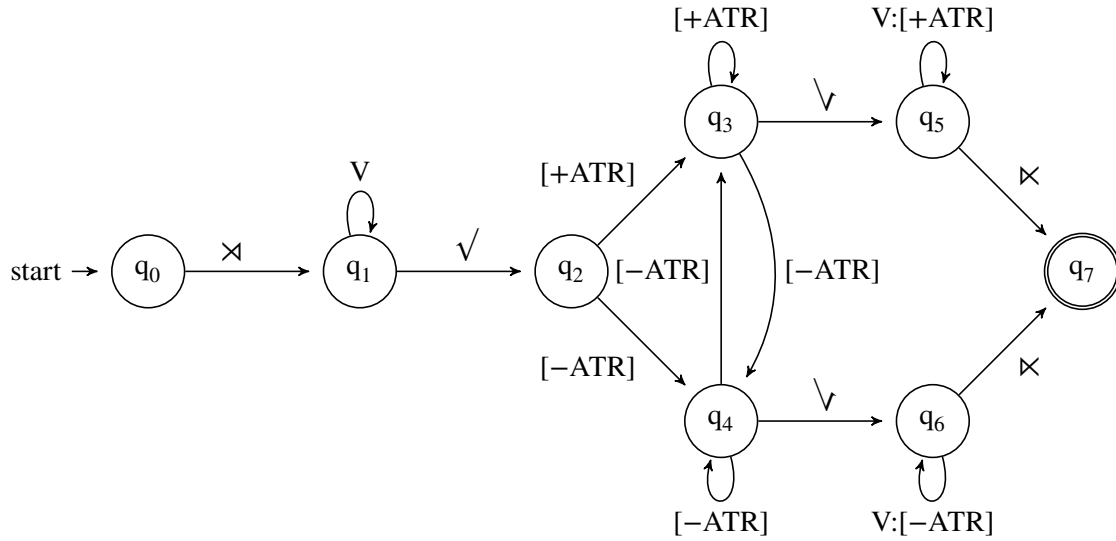 [+ATR] V:[+ATR]
q₃ √ q₅
V [+ATR] ⋉
start q₀ ⋊ q₁ √ q₂ [−ATR] [−ATR] q₇
[−ATR] ⋉
q₄ √ q₆
[−ATR] V:[−ATR]